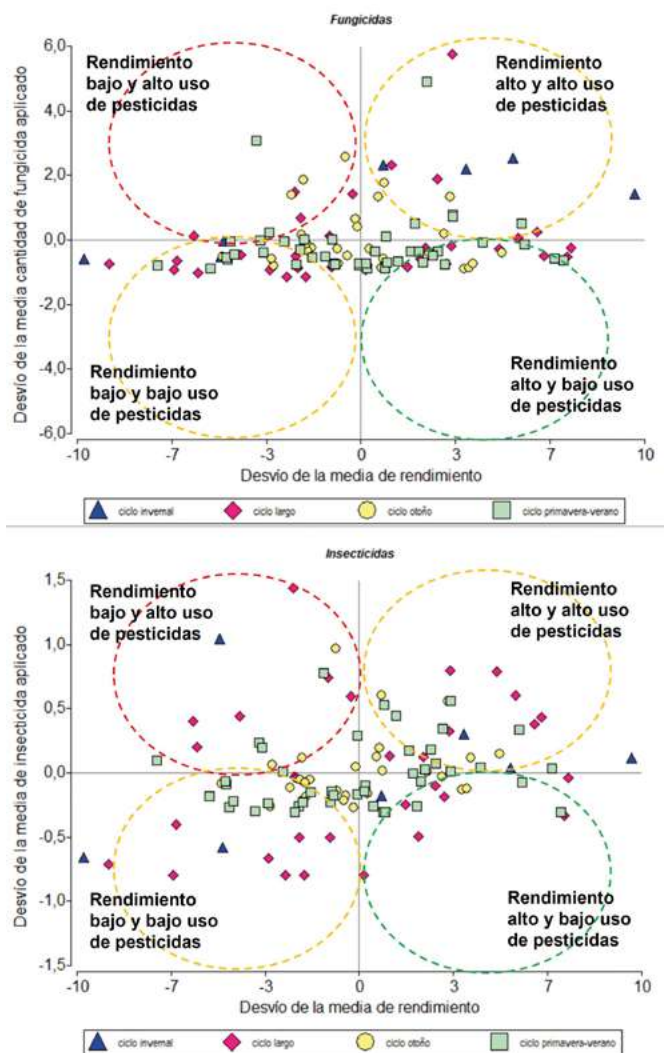 Fungicidas
Rendimiento
bajo y alto uso
de pesticidas
Rendimiento
alto y alto uso
de pesticidas
Rendimiento
bajo y bajo uso
de pesticidas
Rendimiento
alto y bajo uso
de pesticidas
Desvío de la media cantidad de fungicida aplicado
6,0
4,0
2,0
0,0
-2,0
-4,0
-6,0
-10
-7
-3
0
3
7
10
Desvío de la media de rendimiento
ciclo invernal
ciclo largo
ciclo otoño
ciclo primavera-verano
Insecticidas
Rendimiento
bajo y alto uso
de pesticidas
Rendimiento
alto y alto uso
de pesticidas
Rendimiento
bajo y bajo uso
de pesticidas
Rendimiento
alto y bajo uso
de pesticidas
Desvío de la media de insecticida aplicado
1,5
1,0
0,5
0,0
-0,5
-1,0
-1,5
-10
-7
-3
0
3
7
10
Desvío de la media de rendimiento
ciclo invernal
ciclo largo
ciclo otoño
ciclo primavera-verano